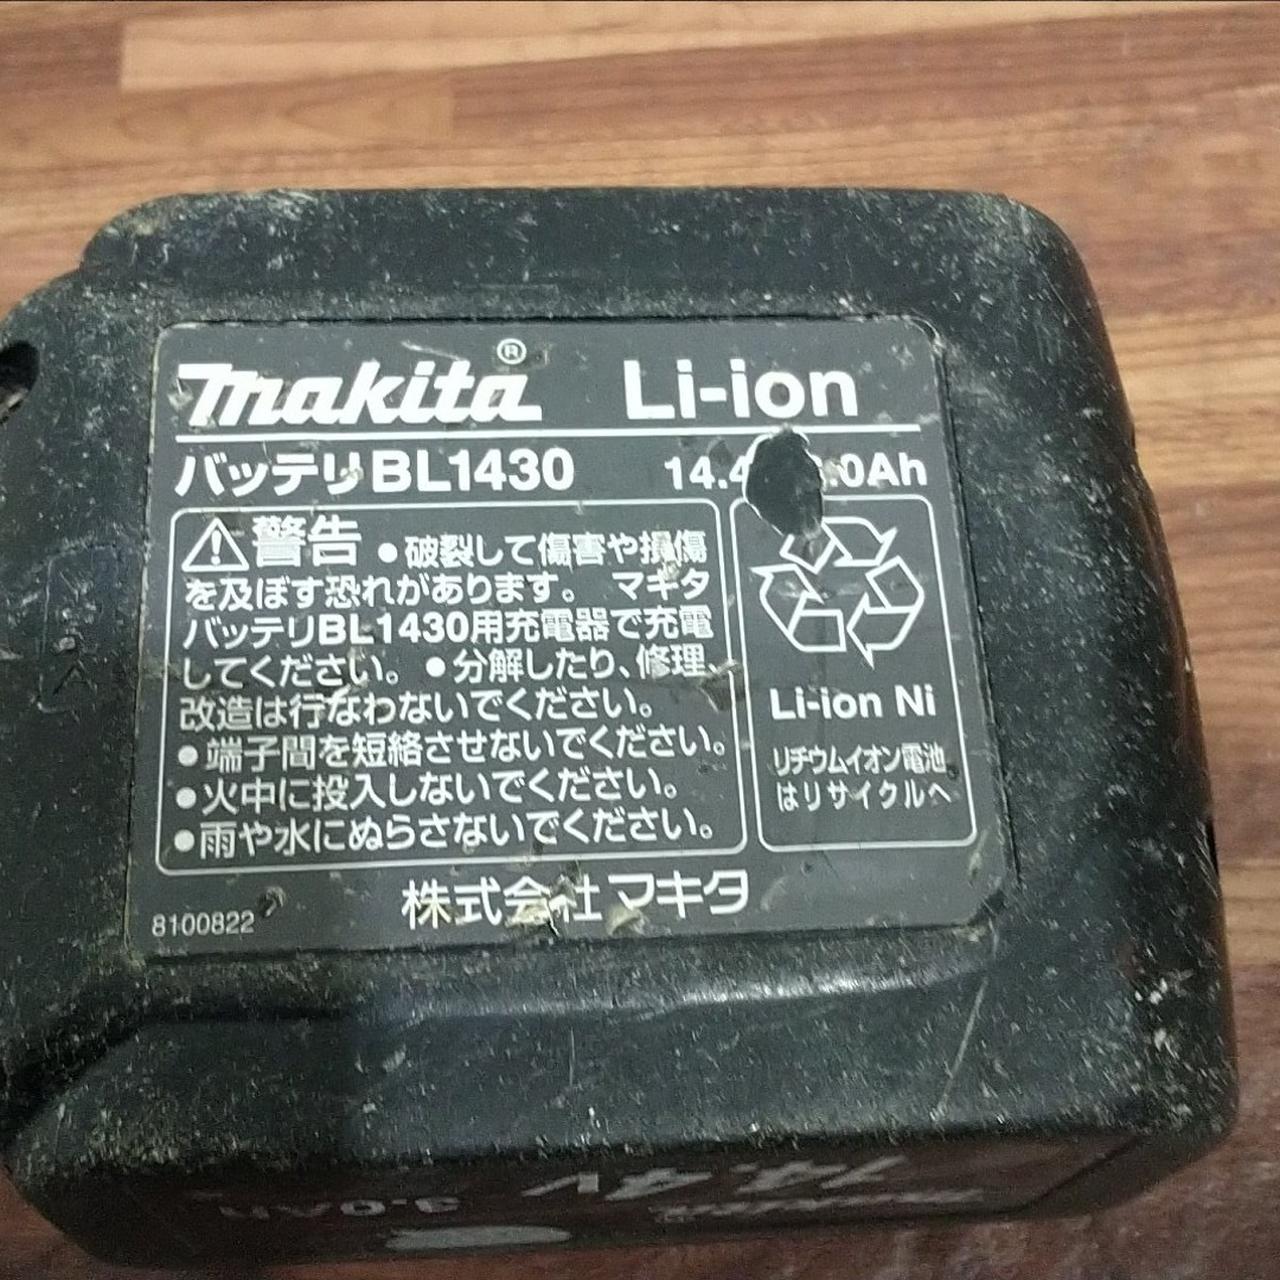 makita® Li-ion
バッテリBL1430 14.4 .0Ah
警告 ●破裂して傷害や損傷
を及ぼす恐れがあります。 マキタ
バッテリBL1430用充電器で充電
してください。 ●分解したり、修理、
改造は行なわないでください。
●端子間を短絡させないでください。
●火中に投入しないでください。
●雨や水にぬらさないでください。
Li-ion Ni
リチウムイオン電池
はリサイクルへ
株式会社マキタ
8100822
3.0Ah